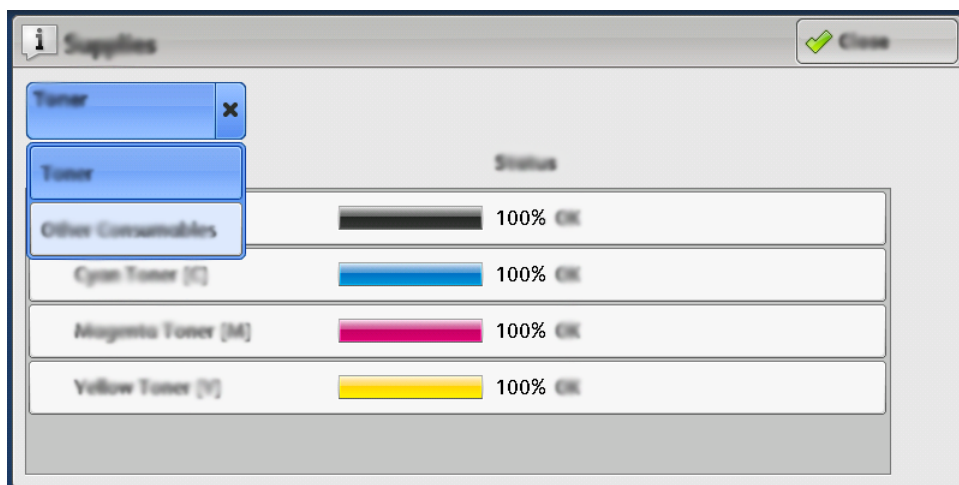 Supplies
Close
Toner
Status
Toner
100% OK
Other Consumables
Cyan Toner [C] 100% OK
Magenta Toner [M] 100% OK
Yellow Toner [Y] 100% OK